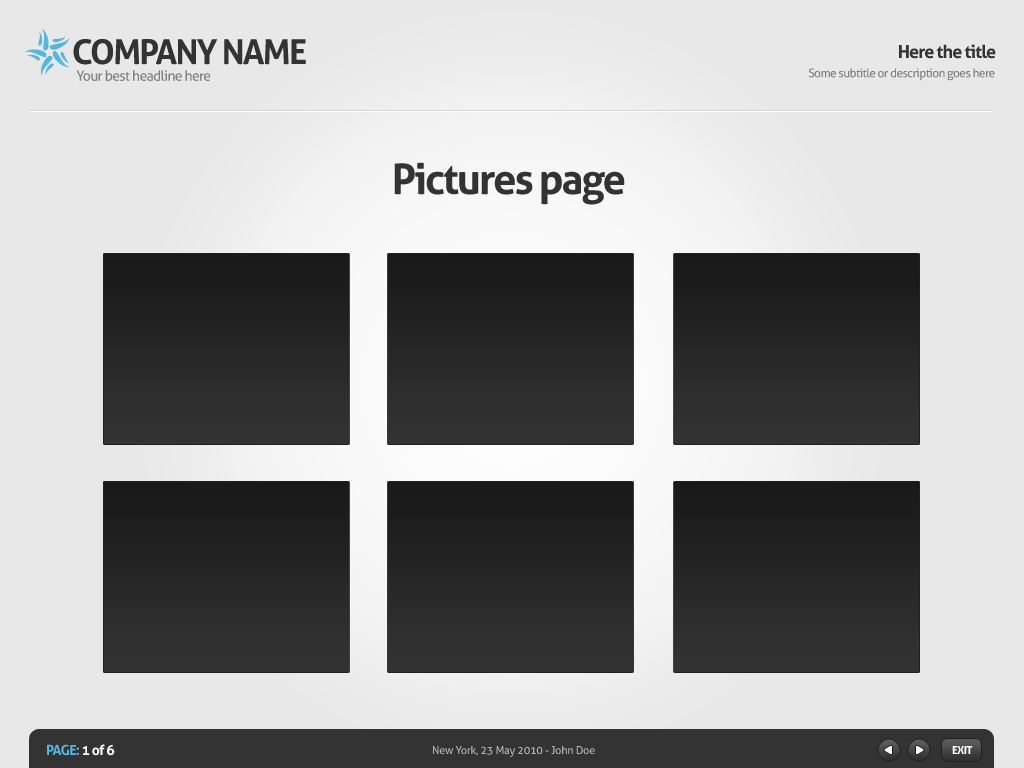 COMPANY NAME
Your best headline here
Here the title
Some subtitle or description goes here
Pictures page
PAGE: 1 of 6
New York, 23 May 2010 - John Doe
EXIT